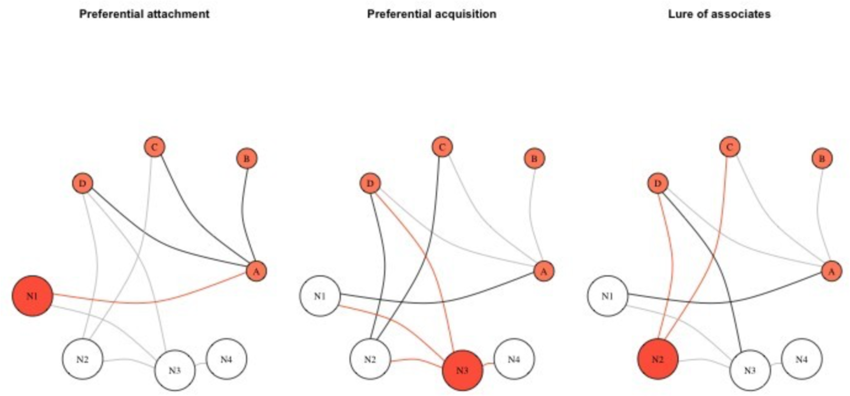 Preferential attachment
Preferential acquisition
Lure of associates
C
B
D
A
N1
N2
N3
N4
C
B
D
A
N1
N2
N3
N4
C
B
D
A
N1
N2
N3
N4